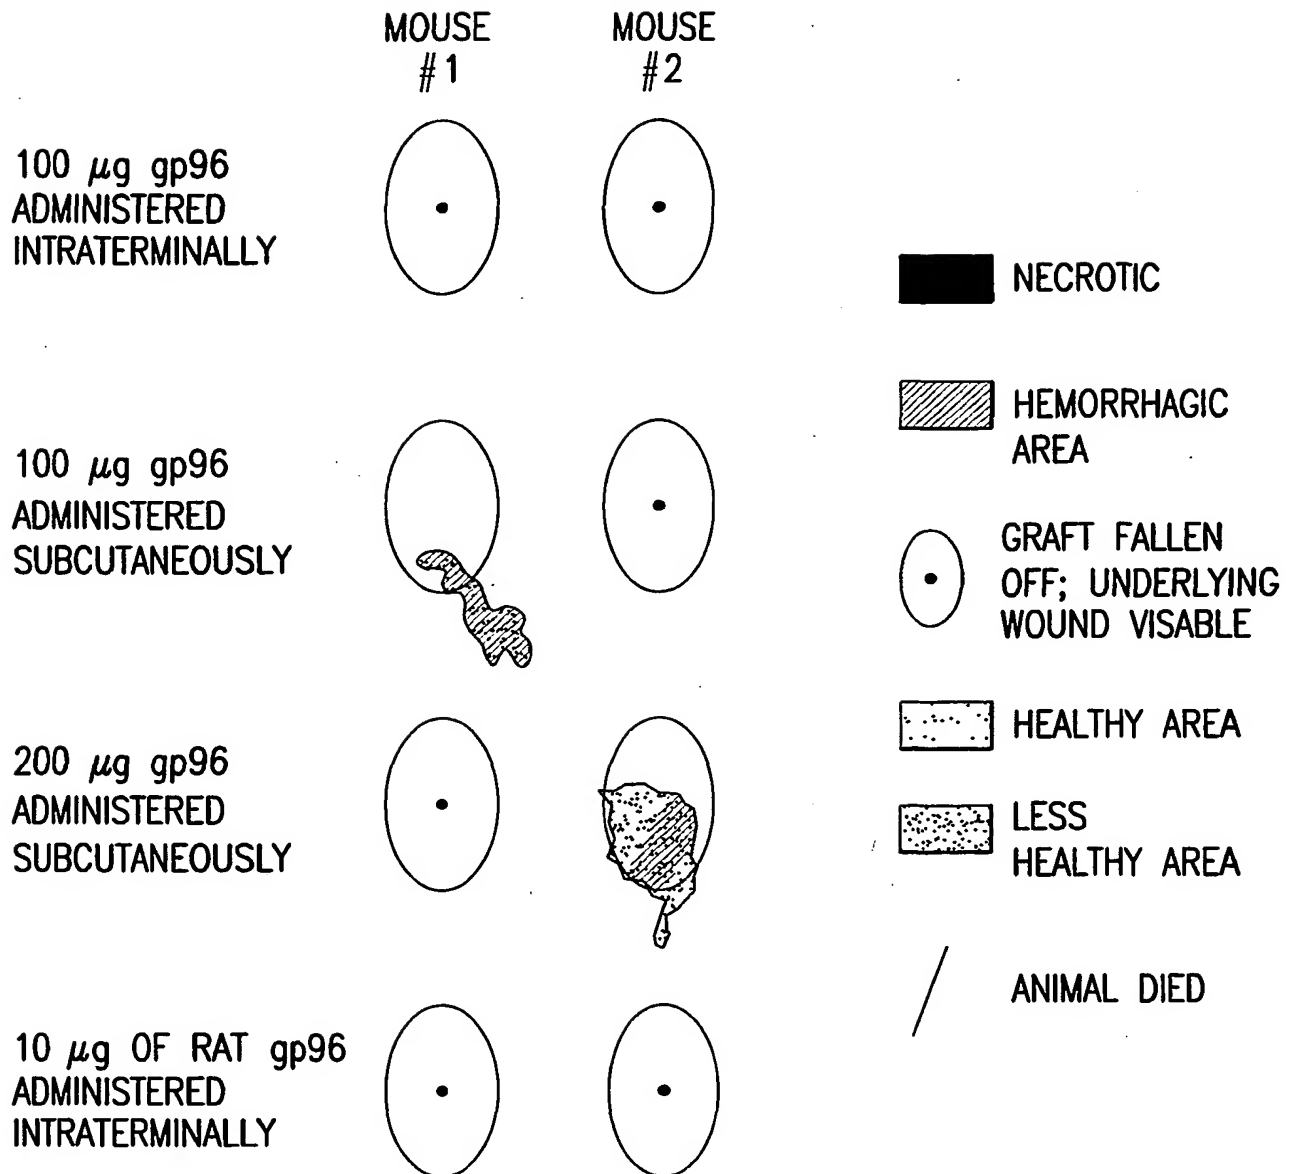 MOUSE
#1
MOUSE
#2
100 μg gp96
ADMINISTERED
INTRATERMINALLY
100 μg gp96
ADMINISTERED
SUBCUTANEOUSLY
200 μg gp96
ADMINISTERED
SUBCUTANEOUSLY
10 μg OF RAT gp96
ADMINISTERED
INTRATERMINALLY
NECROTIC
HEMORRHAGIC
AREA
GRAFT FALLEN
OFF; UNDERLYING
WOUND VISABLE
HEALTHY AREA
LESS
HEALTHY AREA
ANIMAL DIED